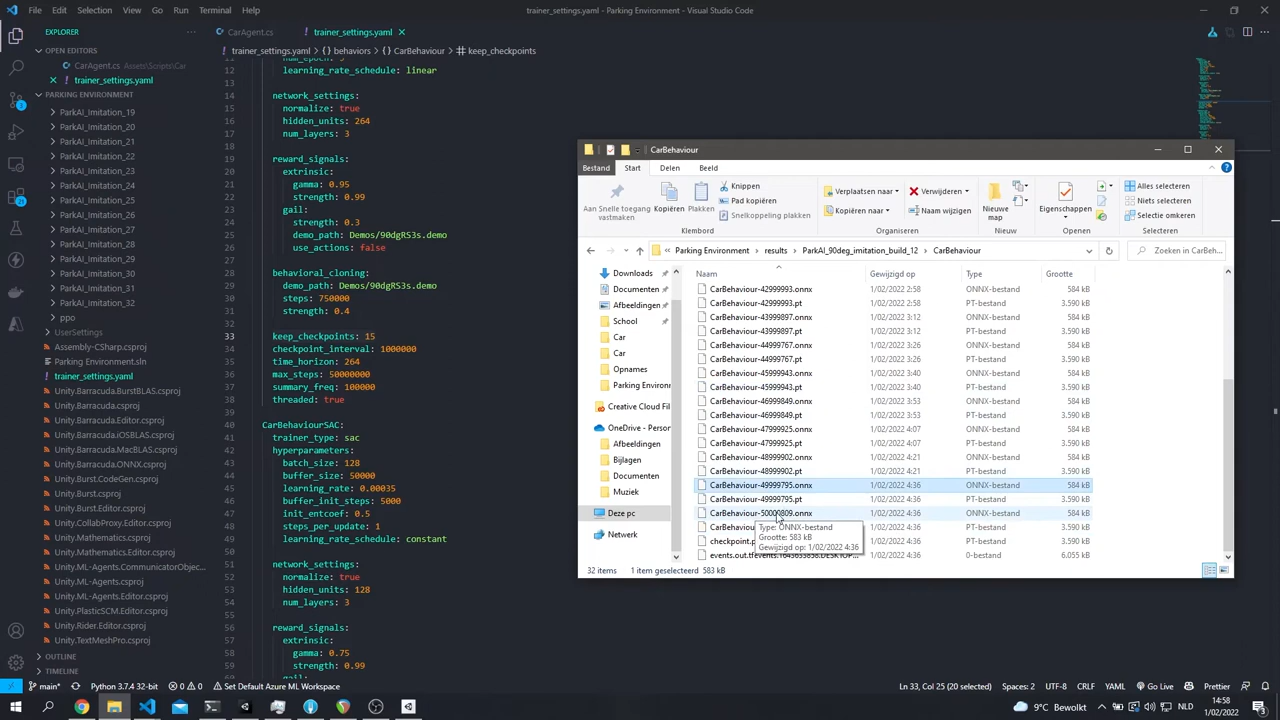 File Edit Selection View Go Run Terminal Help
trainer_settings.yaml - Parking Environment - Visual Studio Code
EXPLORER
CarAgent.cs
trainer_settings.yaml
OPEN EDITORS
CarAgent.cs Assets\Scripts\Car
trainer_settings.yaml
PARKING ENVIRONMENT
ParkAI_Imitation_19
ParkAI_Imitation_20
ParkAI_Imitation_21
ParkAI_Imitation_22
ParkAI_Imitation_23
ParkAI_Imitation_24
ParkAI_Imitation_25
ParkAI_Imitation_26
ParkAI_Imitation_27
ParkAI_Imitation_28
ParkAI_Imitation_29
ParkAI_Imitation_30
ParkAI_Imitation_31
ParkAI_Imitation_32
ppo
UserSettings
Assembly-CSharp.csproj
Parking Environment.sln
trainer_settings.yaml
Unity.Barracuda.BurstBLAS.csproj
Unity.Barracuda.csproj
Unity.Barracuda.Editor.csproj
Unity.Barracuda.iOSBLAS.csproj
Unity.Barracuda.MacBLAS.csproj
Unity.Barracuda.ONNX.csproj
Unity.Burst.CodeGen.csproj
Unity.Burst.csproj
Unity.Burst.Editor.csproj
Unity.CollabProxy.Editor.csproj
Unity.Mathematics.csproj
Unity.Mathematics.Editor.csproj
Unity.ML-Agents.CommunicatorObjec...
Unity.ML-Agents.csproj
Unity.ML-Agents.Editor.csproj
Unity.PlasticSCM.Editor.csproj
Unity.Rider.Editor.csproj
Unity.TextMeshPro.csproj
OUTLINE
TIMELINE
trainer_settings.yaml > {} behaviors > {} CarBehaviour > # keep_checkpoints
12 learning_rate_schedule: linear
13
14 network_settings:
15 normalize: true
16 hidden_units: 264
17 num_layers: 3
18
19 reward_signals:
20 extrinsic:
21 gamma: 0.95
22 strength: 0.99
23 gail:
24 strength: 0.3
25 demo_path: Demos/90dgRS3s.demo
26 use_actions: false
27
28 behavioral_cloning:
29 demo_path: Demos/90dgRS3s.demo
30 steps: 750000
31 strength: 0.4
32
33 keep_checkpoints: 15
34 checkpoint_interval: 1000000
35 time_horizon: 264
36 max_steps: 50000000
37 summary_freq: 100000
38 threaded: true
39
40 CarBehaviourSAC:
41 trainer_type: sac
42 hyperparameters:
43 batch_size: 128
44 buffer_size: 50000
45 learning_rate: 0.00035
46 buffer_init_steps: 5000
47 init_entcoef: 0.5
48 steps_per_update: 1
49 learning_rate_schedule: constant
50
51 network_settings:
52 normalize: true
53 hidden_units: 128
54 num_layers: 3
55
56 reward_signals:
57 extrinsic:
58 gamma: 0.75
59 strength: 0.99
60 gail:
CarBehaviour
Bestand Start Delen Beeld
Aan Snelle toegang vastmaken
Kopiëren
Plakken
Knippen
Pad kopiëren
Snelkoppeling plakken
Klembord
Verplaatsen naar
Kopiëren naar
Verwijderen
Naam wijzigen
Organiseren
Nieuwe map
Nieuw
Eigenschappen
Openen
Alles selecteren
Niets selecteren
Selectie omkeren
Selecteren
« Parking Environment > results > ParkAI_90deg_imitation_build_12 > CarBehaviour
Zoeken in CarBeh...
Downloads
Documenten
Afbeeldingen
School
Car
Car
Opnames
Parking Environr
Creative Cloud Fil
OneDrive - Person
Afbeeldingen
Bijlagen
Documenten
Muziek
Deze pc
Netwerk
Naam Gewijzigd op Type Grootte
CarBehaviour-42999993.onnx 1/02/2022 2:58 ONNX-bestand 584 kB
CarBehaviour-42999993.pt 1/02/2022 2:58 PT-bestand 3.590 kB
CarBehaviour-43999897.onnx 1/02/2022 3:12 ONNX-bestand 584 kB
CarBehaviour-43999897.pt 1/02/2022 3:12 PT-bestand 3.590 kB
CarBehaviour-44999767.onnx 1/02/2022 3:26 ONNX-bestand 584 kB
CarBehaviour-44999767.pt 1/02/2022 3:26 PT-bestand 3.590 kB
CarBehaviour-45999943.onnx 1/02/2022 3:40 ONNX-bestand 584 kB
CarBehaviour-45999943.pt 1/02/2022 3:40 PT-bestand 3.590 kB
CarBehaviour-46999849.onnx 1/02/2022 3:53 ONNX-bestand 584 kB
CarBehaviour-46999849.pt 1/02/2022 3:53 PT-bestand 3.590 kB
CarBehaviour-47999925.onnx 1/02/2022 4:07 ONNX-bestand 584 kB
CarBehaviour-47999925.pt 1/02/2022 4:07 PT-bestand 3.590 kB
CarBehaviour-48999902.onnx 1/02/2022 4:21 ONNX-bestand 584 kB
CarBehaviour-48999902.pt 1/02/2022 4:21 PT-bestand 3.590 kB
CarBehaviour-49999795.onnx 1/02/2022 4:36 ONNX-bestand 584 kB
CarBehaviour-49999795.pt 1/02/2022 4:36 PT-bestand 3.590 kB
CarBehaviour-50000809.onnx 1/02/2022 4:36 ONNX-bestand 584 kB
CarBehaviou 1/02/2022 4:36 PT-bestand 3.590 kB
checkpoint.p 1/02/2022 4:36 PT-bestand 3.590 kB
1/02/2022 4:36 0-bestand 6.055 kB
Type: ONNX-bestand
Grootte: 583 kB
Gewijzigd op: 1/02/2022 4:36
32 items 1 item geselecteerd 583 kB
main* Python 3.7.4 32-bit 0 0 Set Default Azure ML Workspace
Ln 33, Col 25 (20 selected) Spaces: 2 UTF-8 CRLF YAML Go Live Prettier
9°C Bewolkt
14:58
1/02/2022